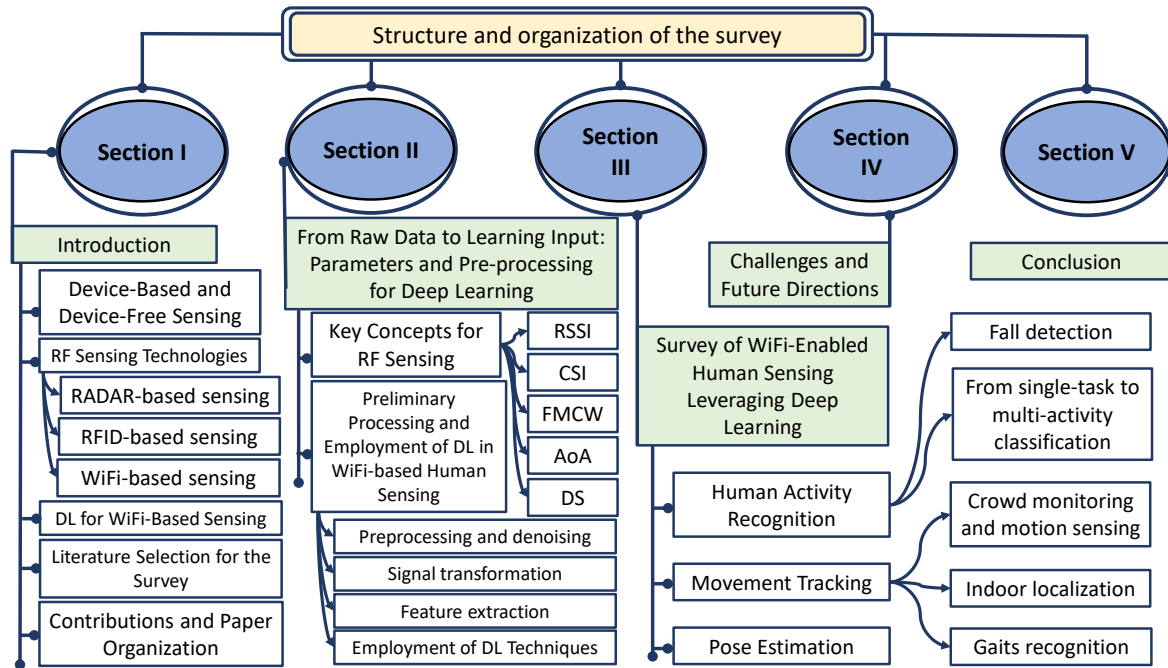 Structure and organization of the survey
Section I
Section II
Section
III
Section
IV
Section V
Introduction
Device-Based and
Device-Free Sensing
RF Sensing Technologies
RADAR-based sensing
RFID-based sensing
WiFi-based sensing
DL for WiFi-Based Sensing
Literature Selection for the
Survey
Contributions and Paper
Organization
From Raw Data to Learning Input:
Parameters and Pre-processing
for Deep Learning
Key Concepts for
RF Sensing
RSSI
CSI
FMCW
AoA
DS
Preliminary
Processing and
Employment of DL in
WiFi-based Human
Sensing
Preprocessing and denoising
Signal transformation
Feature extraction
Employment of DL Techniques
Survey of WiFi-Enabled
Human Sensing
Leveraging Deep
Learning
Human Activity
Recognition
Fall detection
From single-task to
multi-activity
classification
Movement Tracking
Crowd monitoring
and motion sensing
Indoor localization
Gaits recognition
Pose Estimation
Challenges and
Future Directions
Conclusion